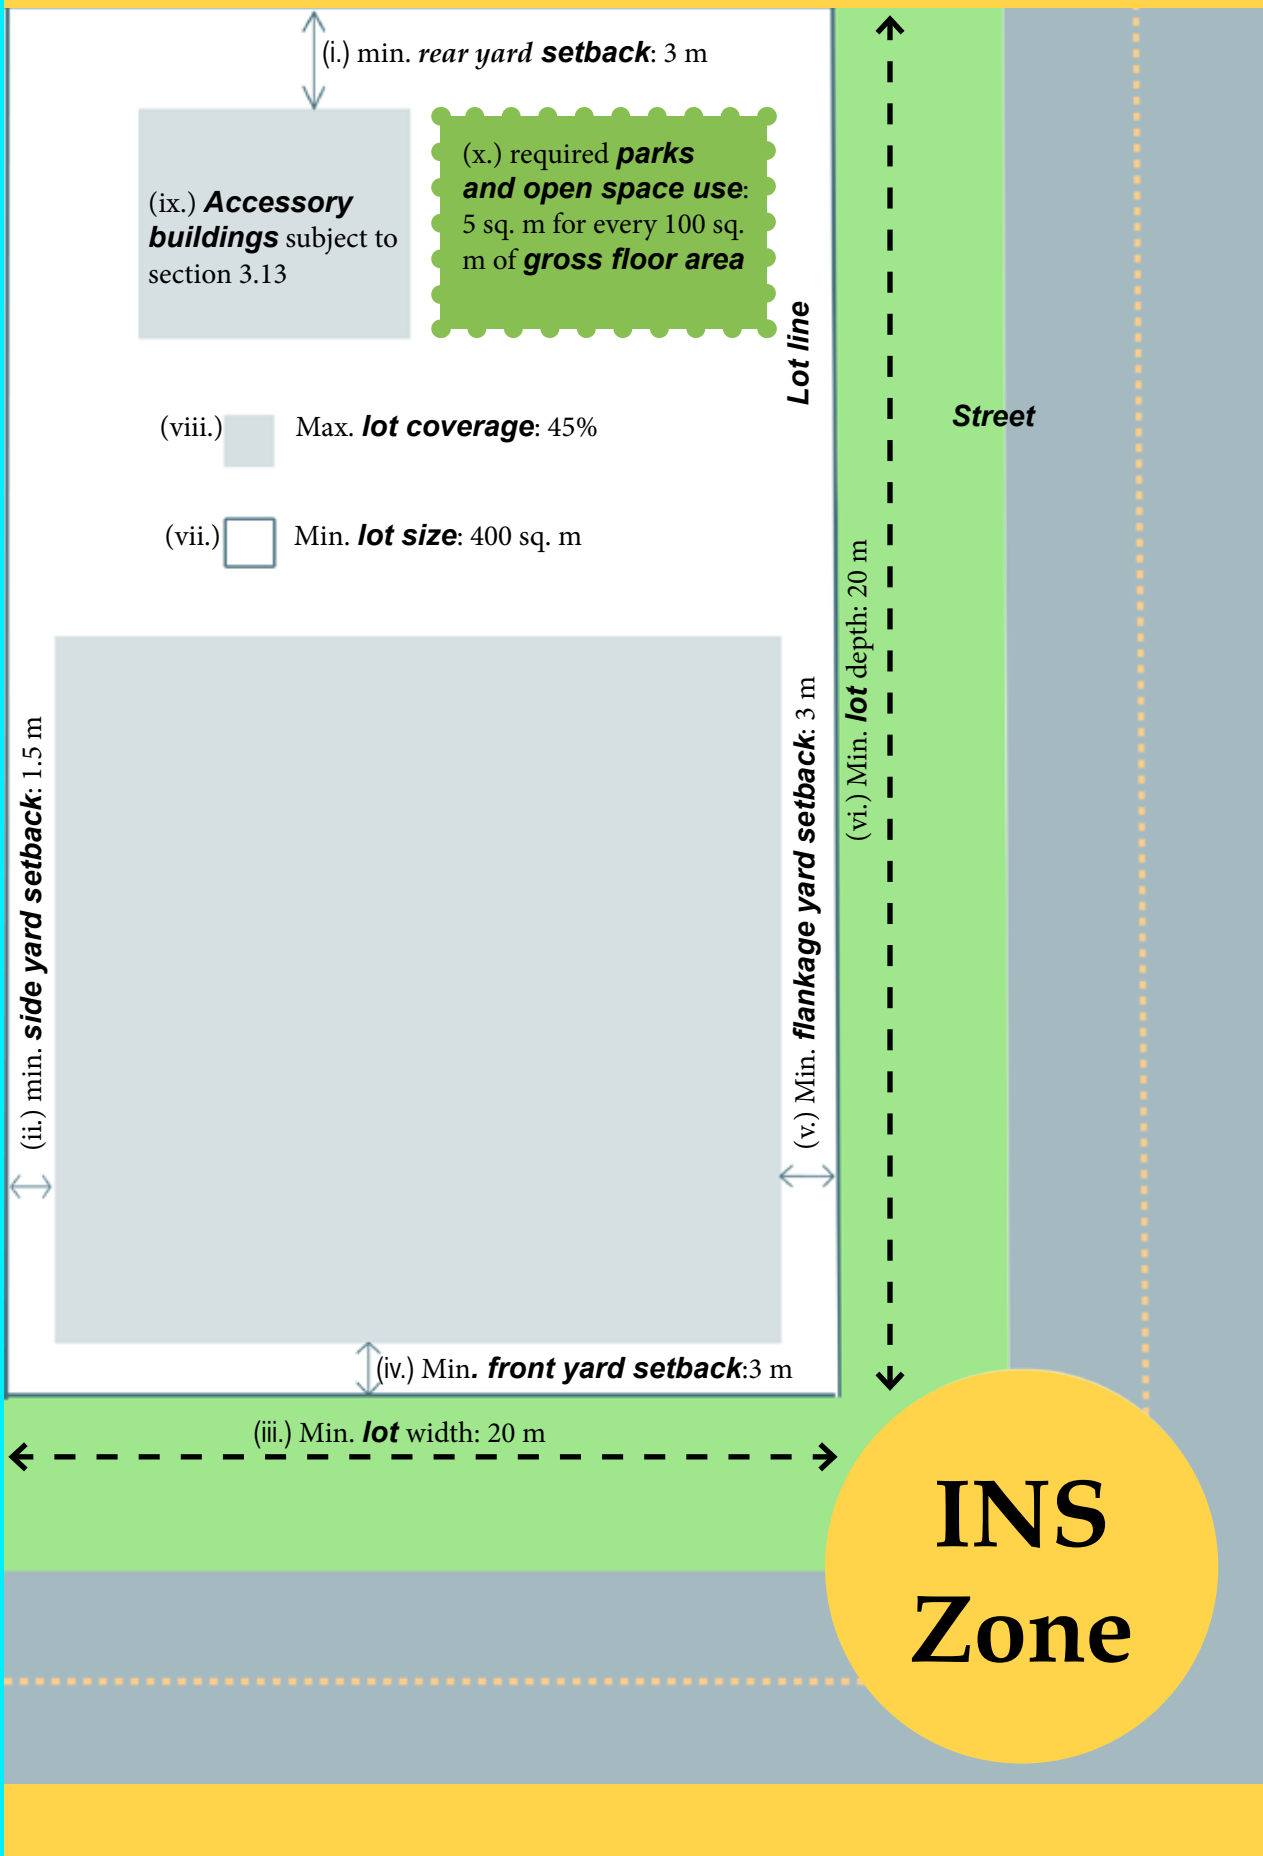 (i.) min. rear yard setback: 3 m
(ix.) Accessory
buildings subject to
section 3.13
(x.) required parks
and open space use:
5 sq. m for every 100 sq.
m of gross floor area
Lot line
Street
(viii.) Max. lot coverage: 45%
(vii.) Min. lot size: 400 sq. m
(vi.) Min. lot depth: 20 m
(ii.) min. side yard setback: 1.5 m
(v.) Min. flankage yard setback: 3 m
(iv.) Min. front yard setback:3 m
(iii.) Min. lot width: 20 m
INS
Zone